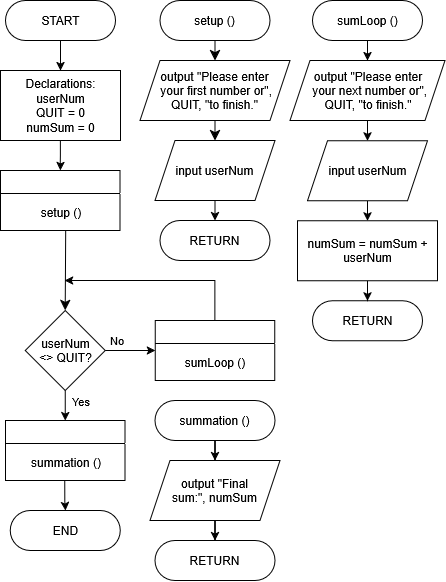 START
Declarations:
userNum
QUIT = 0
numSum = 0
setup ()
userNum
<> QUIT?
No
Yes
sumLoop ()
summation ()
END
setup ()
output "Please enter
your first number or",
QUIT, "to finish."
input userNum
RETURN
summation ()
output "Final
sum:", numSum
RETURN
sumLoop ()
output "Please enter
your next number or",
QUIT, "to finish."
input userNum
numSum = numSum +
userNum
RETURN